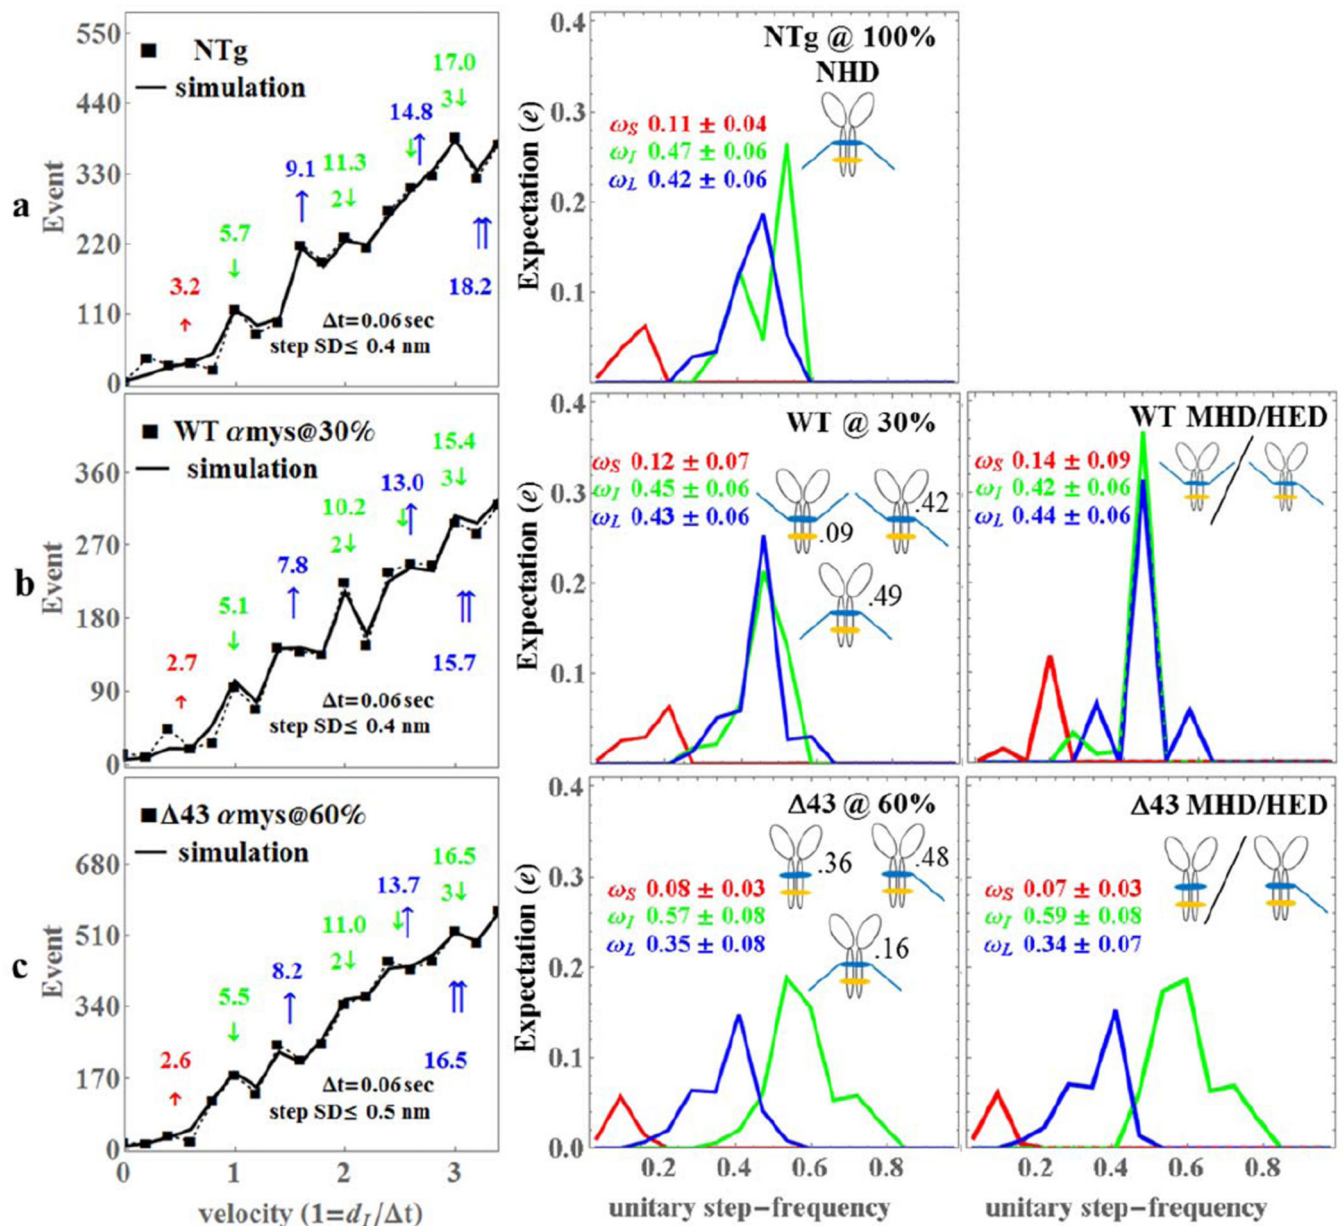 a
Event
550
440
330
220
110
0
NTg
simulation
3.2
5.7
9.1
11.3
2↓
14.8
17.0
3↓
18.2
Δt=0.06 sec
step SD≤ 0.4 nm
Expectation (e)
0.4
0.3
0.2
0.1
NTg @ 100%
NHD
ωS 0.11 ± 0.04
ωI 0.47 ± 0.06
ωL 0.42 ± 0.06
b
Event
360
270
180
90
0
WT αmys@30%
simulation
2.7
5.1
7.8
10.2
2↓
13.0
15.4
3↓
15.7
Δt=0.06 sec
step SD≤ 0.4 nm
Expectation (e)
0.4
0.3
0.2
0.1
WT @ 30%
ωS 0.12 ± 0.07
ωI 0.45 ± 0.06
ωL 0.43 ± 0.06
.09
.42
.49
WT MHD/HED
ωS 0.14 ± 0.09
ωI 0.42 ± 0.06
ωL 0.44 ± 0.06
c
Event
680
510
340
170
0
Δ43 αmys@60%
simulation
2.6
5.5
8.2
11.0
2↓
13.7
16.5
3↓
16.5
Δt=0.06 sec
step SD≤ 0.5 nm
0 1 2 3
velocity (1=dI/Δt)
Expectation (e)
0.4
0.3
0.2
0.1
0.0
Δ43 @ 60%
ωS 0.08 ± 0.03
ωI 0.57 ± 0.08
ωL 0.35 ± 0.08
.36
.48
.16
0.2 0.4 0.6 0.8
unitary step−frequency
Δ43 MHD/HED
ωS 0.07 ± 0.03
ωI 0.59 ± 0.08
ωL 0.34 ± 0.07
0.2 0.4 0.6 0.8
unitary step−frequency